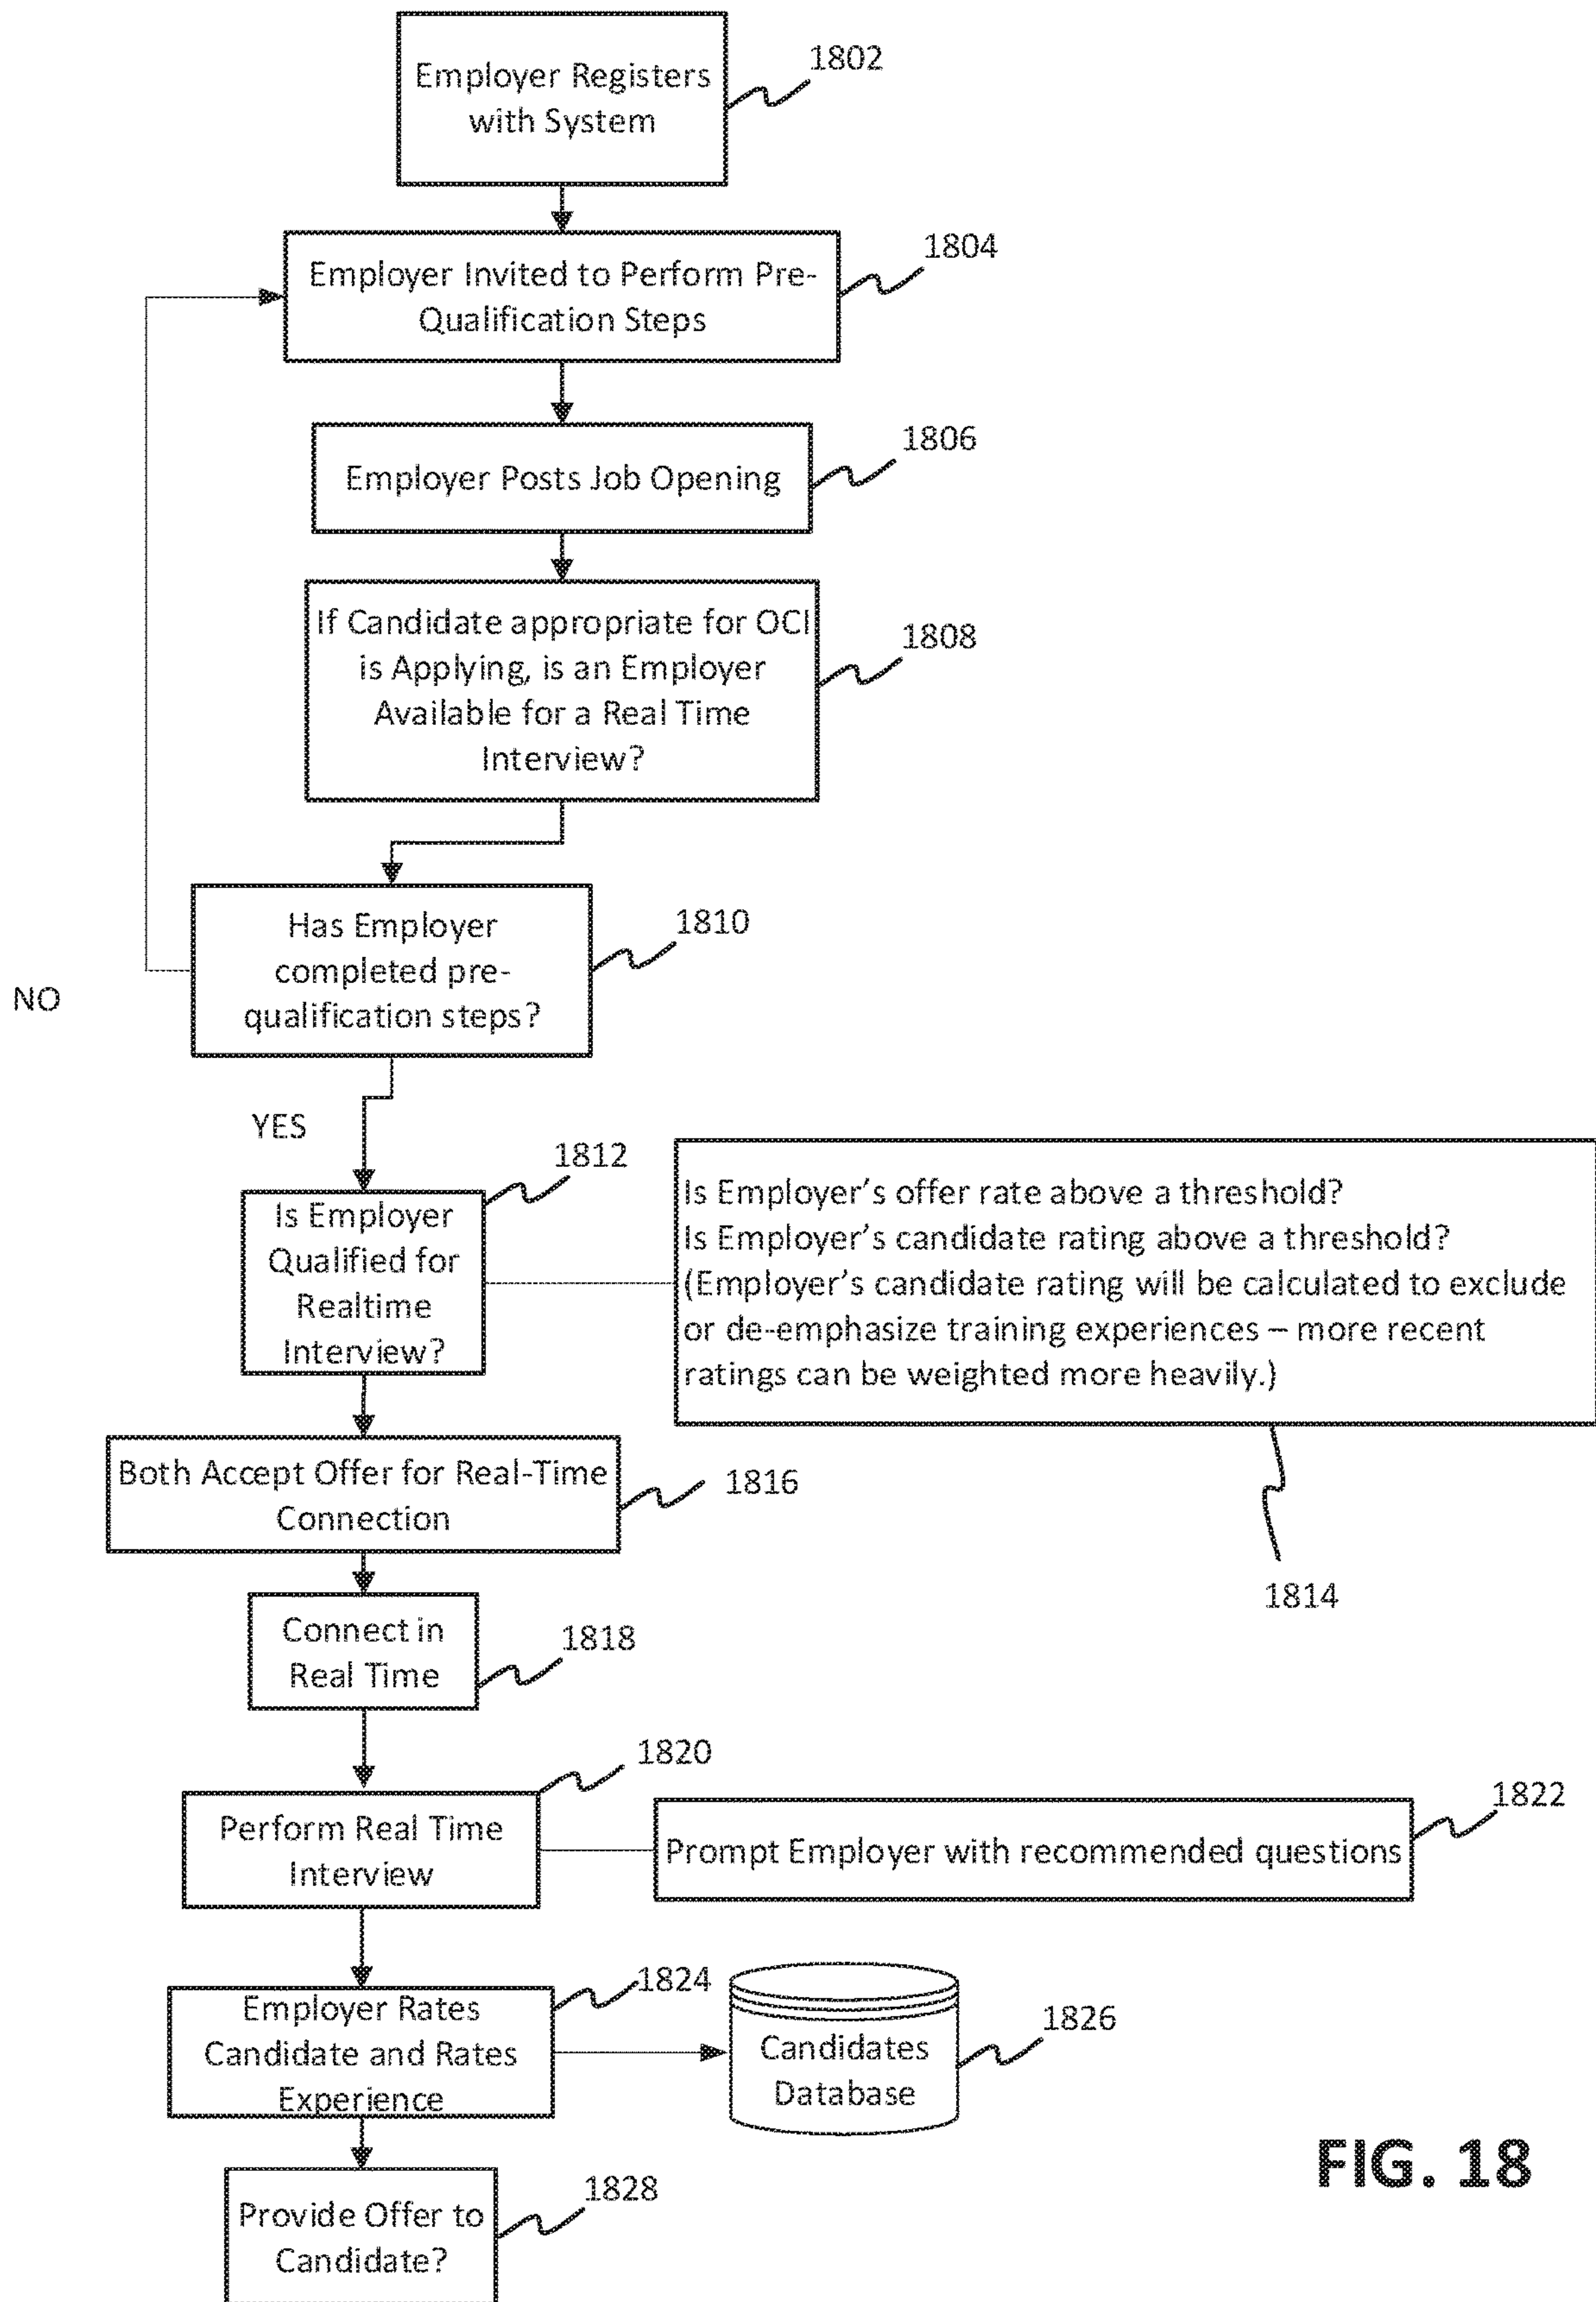 Employer Registers
with System
1802
Employer Invited to Perform Pre-
Qualification Steps
1804
Employer Posts Job Opening
1806
If Candidate appropriate for OCI
is Applying, is an Employer
Available for a Real Time
Interview?
1808
Has Employer
completed pre-
qualification steps?
1810
NO
YES
Is Employer
Qualified for
Realtime
Interview?
1812
Is Employer's offer rate above a threshold?
Is Employer's candidate rating above a threshold?
(Employer's candidate rating will be calculated to exclude
or de-emphasize training experiences – more recent
ratings can be weighted more heavily.)
1814
Both Accept Offer for Real-Time
Connection
1816
Connect in
Real Time
1818
Perform Real Time
Interview
1820
Prompt Employer with recommended questions
1822
Employer Rates
Candidate and Rates
Experience
1824
Candidates
Database
1826
Provide Offer to
Candidate?
1828
FIG. 18